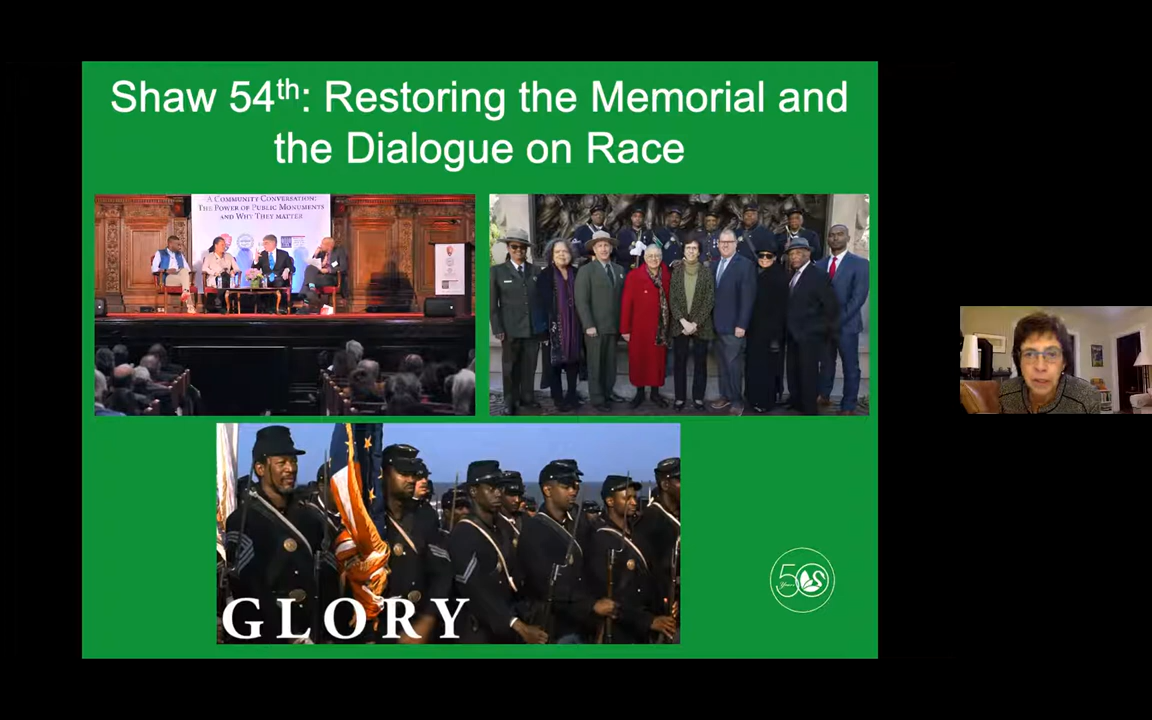 Shaw 54th: Restoring the Memorial and
the Dialogue on Race
A COMMUNITY CONVERSATION:
THE POWER OF PUBLIC MONUMENTS
AND WHY THEY MATTER
GLORY
50
Years